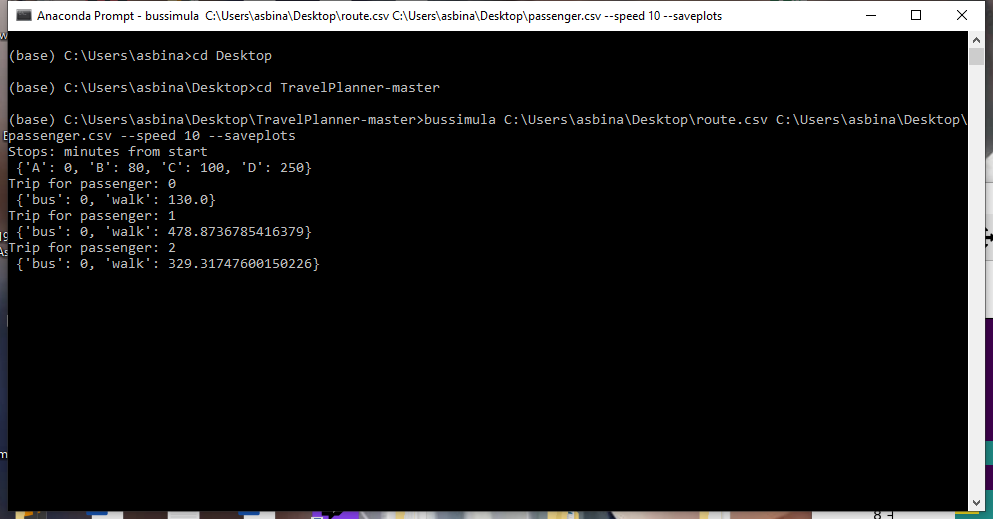 Anaconda Prompt - bussimula  C:\Users\asbina\Desktop\route.csv C:\Users\asbina\Desktop\passenger.csv --speed 10 --saveplots
(base) C:\Users\asbina>cd Desktop
(base) C:\Users\asbina\Desktop>cd TravelPlanner-master
(base) C:\Users\asbina\Desktop\TravelPlanner-master>bussimula C:\Users\asbina\Desktop\route.csv C:\Users\asbina\Desktop\
passenger.csv --speed 10 --saveplots
Stops: minutes from start
 {'A': 0, 'B': 80, 'C': 100, 'D': 250}
Trip for passenger: 0
 {'bus': 0, 'walk': 130.0}
Trip for passenger: 1
 {'bus': 0, 'walk': 478.8736785416379}
Trip for passenger: 2
 {'bus': 0, 'walk': 329.31747600150226}